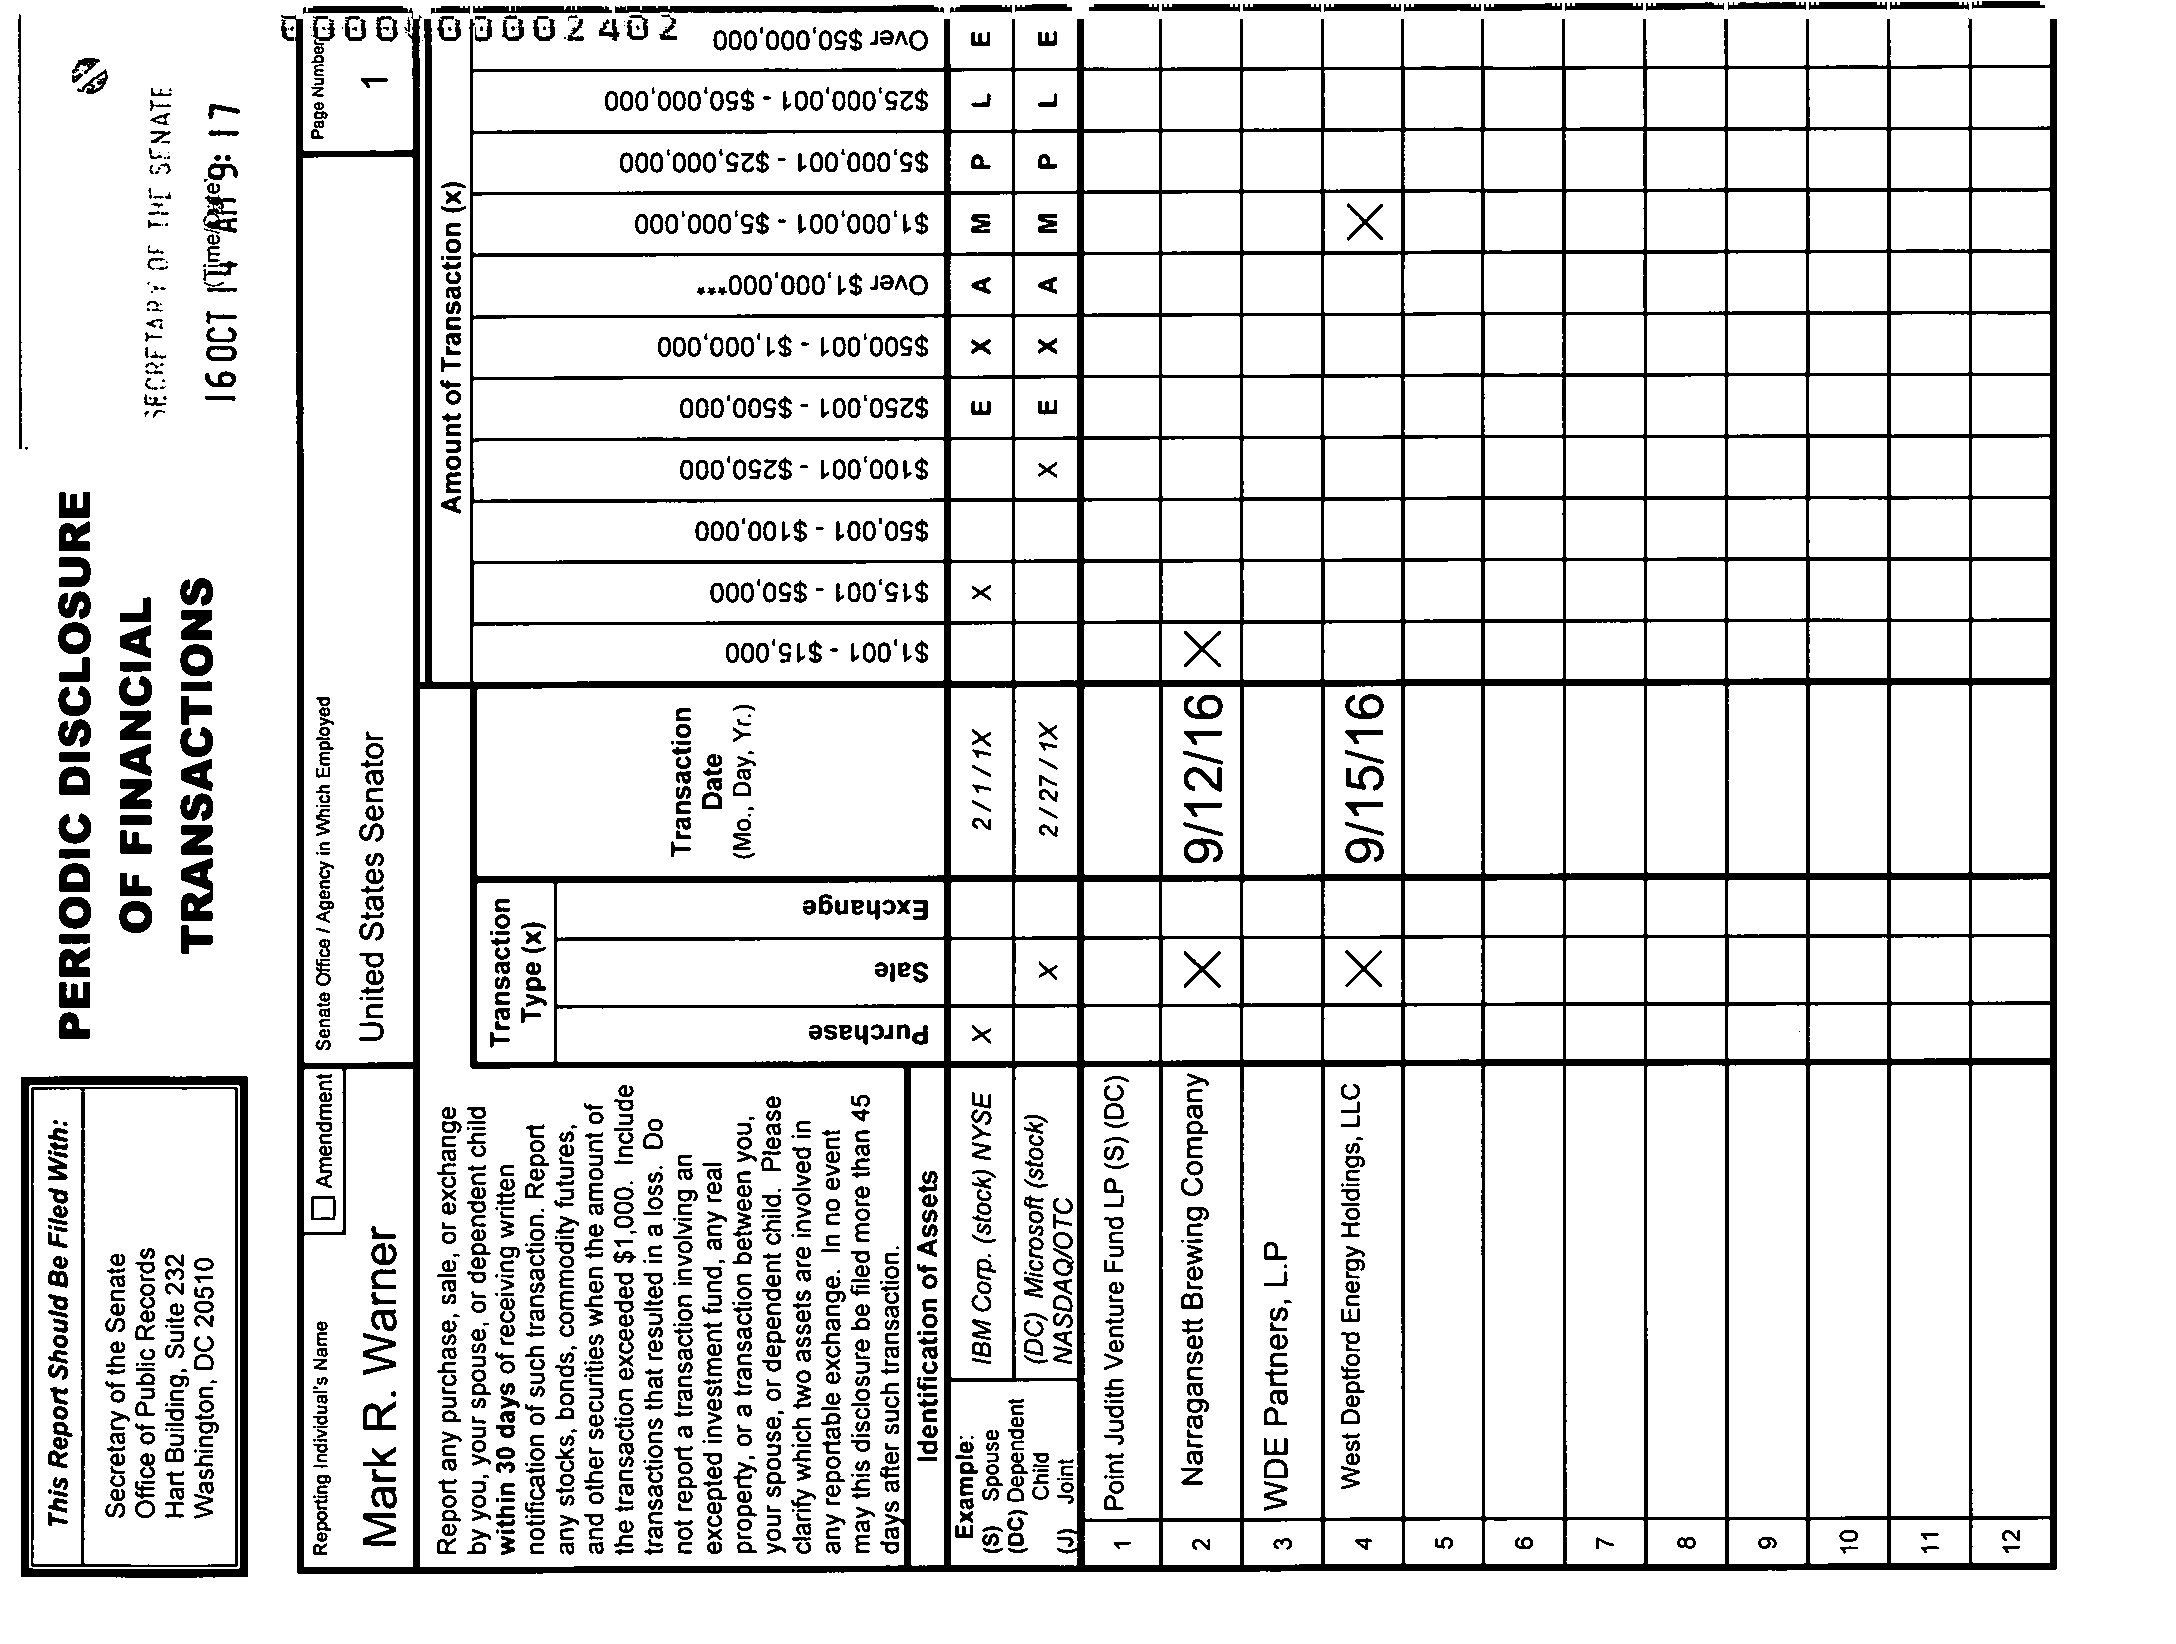 This Report Should Be Filed With:
Secretary of the Senate
Office of Public Records
Hart Building, Suite 232
Washington, DC 20510
PERIODIC DISCLOSURE
OF FINANCIAL
TRANSACTIONS
SECRETARY OF THE SENATE
(Time/Date)
16 OCT 14 AM 9:17
Reporting Individual's Name
Mark R. Warner
Amendment
Senate Office / Agency in Which Employed
United States Senator
Page Number
1
Report any purchase, sale, or exchange
by you, your spouse, or dependent child
within 30 days of receiving written
notification of such transaction. Report
any stocks, bonds, commodity futures,
and other securities when the amount of
the transaction exceeded $1,000. Include
transactions that resulted in a loss. Do
not report a transaction involving an
excepted investment fund, any real
property, or a transaction between you,
your spouse, or dependent child. Please
clarify which two assets are involved in
any reportable exchange. In no event
may this disclosure be filed more than 45
days after such transaction.
Identification of Assets
Transaction
Type (x)
Purchase
Sale
Exchange
Transaction
Date
(Mo., Day, Yr.)
Amount of Transaction (x)
$1,001 - $15,000
$15,001 - $50,000
$50,001 - $100,000
$100,001 - $250,000
$250,001 - $500,000
$500,001 - $1,000,000
Over $1,000,000***
$1,000,001 - $5,000,000
$5,000,001 - $25,000,000
$25,000,001 - $50,000,000
Over $50,000,000
Example:
(S) Spouse
(DC) Dependent
Child
(J) Joint
IBM Corp. (stock) NYSE X 2 / 1 / 1X X E X A M P L E
(DC) Microsoft (stock)
NASDAQ/OTC X 2 / 27 / 1X X E X A M P L E
1 Point Judith Venture Fund LP (S) (DC)
2 Narragansett Brewing Company X 9/12/16 X
3 WDE Partners, L.P
4 West Deptford Energy Holdings, LLC X 9/15/16 X
5
6
7
8
9
10
11
12